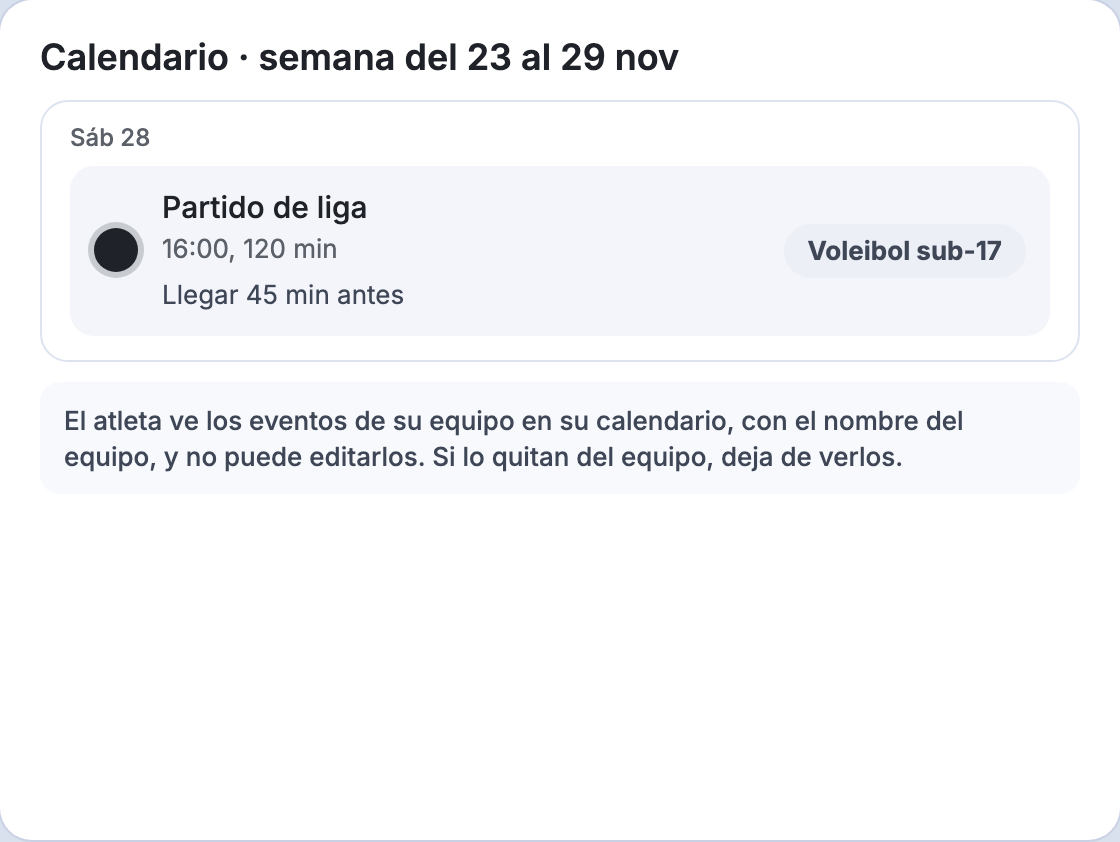 Calendario · semana del 23 al 29 nov
Sáb 28
Partido de liga
16:00, 120 min
Llegar 45 min antes
Voleibol sub-17
El atleta ve los eventos de su equipo en su calendario, con el nombre del
equipo, y no puede editarlos. Si lo quitan del equipo, deja de verlos.